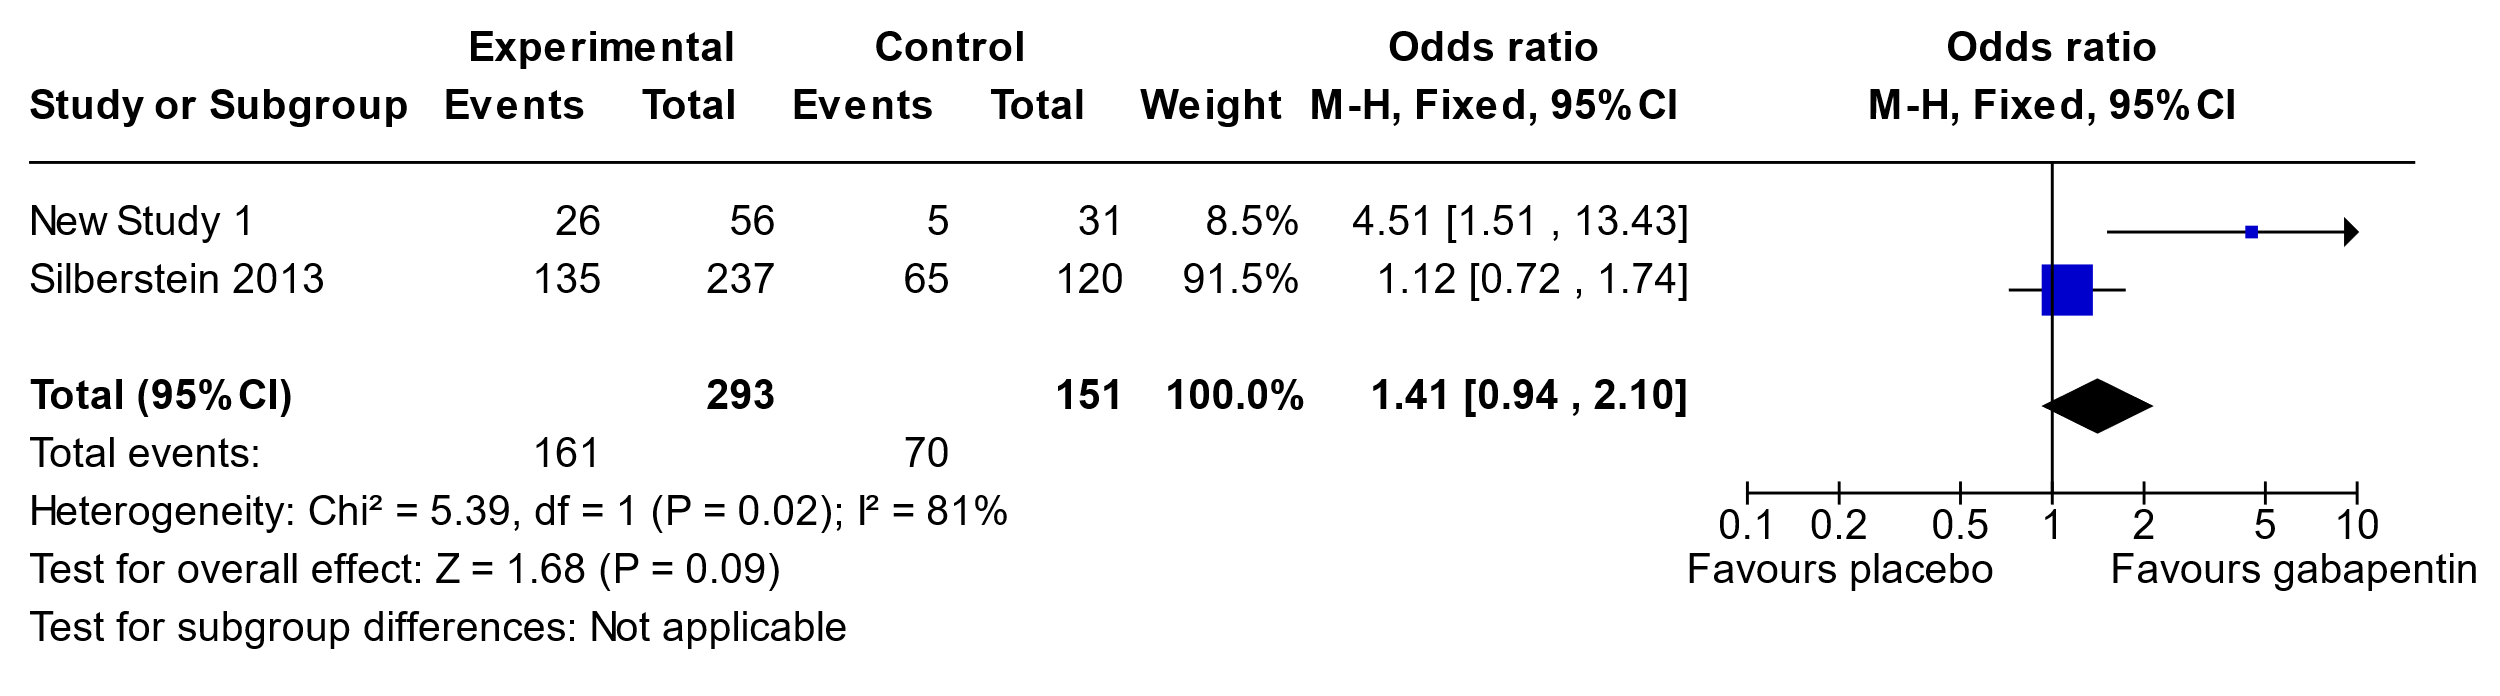 Experimental Control Odds ratio Odds ratio
Study or Subgroup Events Total Events Total Weight M-H, Fixed, 95% CI M-H, Fixed, 95% CI
New Study 1 26 56 5 31 8.5% 4.51 [1.51 , 13.43]
Silberstein 2013 135 237 65 120 91.5% 1.12 [0.72 , 1.74]
Total (95% CI) 293 151 100.0% 1.41 [0.94 , 2.10]
Total events: 161 70
Heterogeneity: Chi² = 5.39, df = 1 (P = 0.02); I² = 81%
Test for overall effect: Z = 1.68 (P = 0.09)
Test for subgroup differences: Not applicable
0.1 0.2 0.5 1 2 5 10
Favours placebo Favours gabapentin